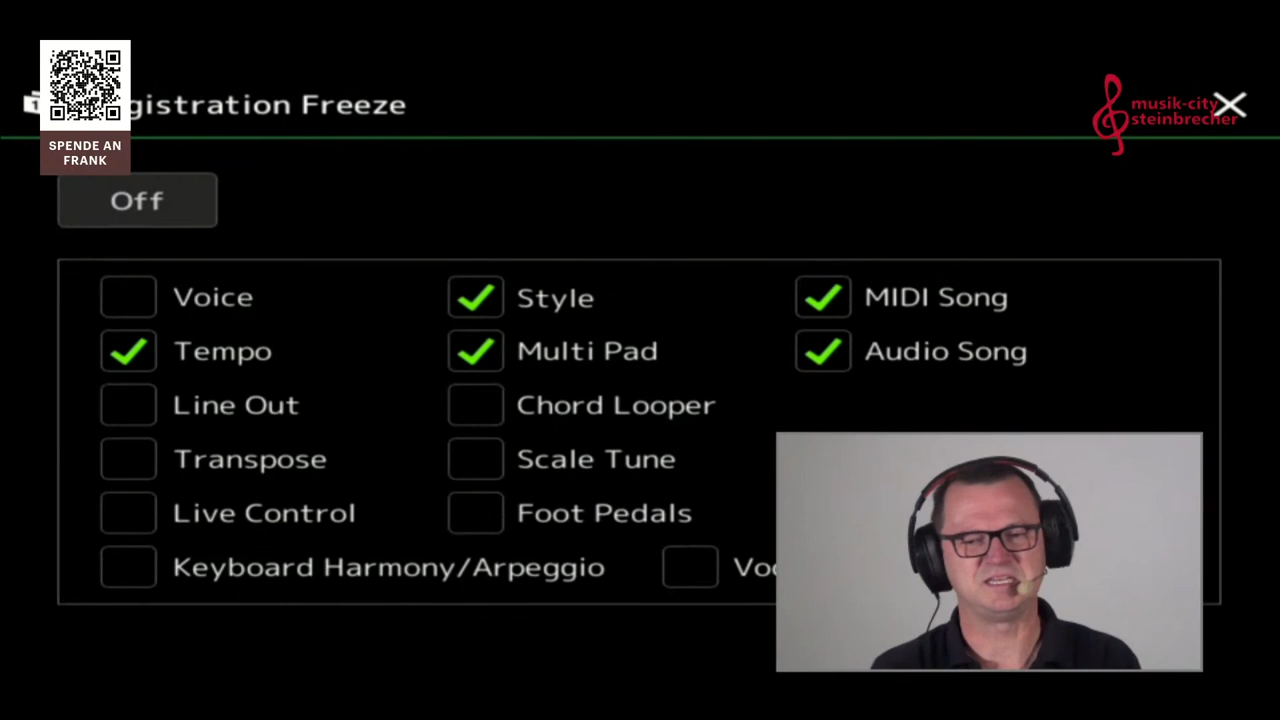 gistration Freeze
musik-city
steinbrecher
SPENDE AN
FRANK
Off
Voice
Style
MIDI Song
Tempo
Multi Pad
Audio Song
Line Out
Chord Looper
Transpose
Scale Tune
Live Control
Foot Pedals
Keyboard Harmony/Arpeggio